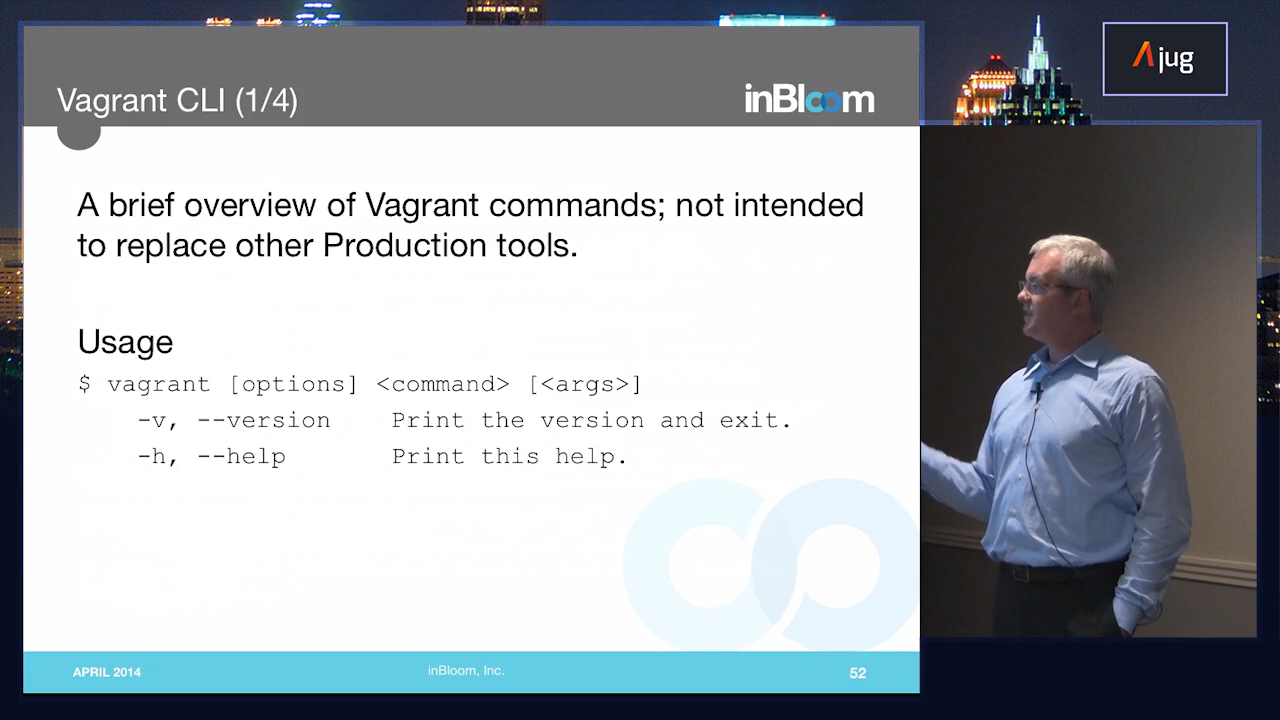 Vagrant CLI (1/4)
inBloom
jug
A brief overview of Vagrant commands; not intended
to replace other Production tools.
Usage
$ vagrant [options] <command> [<args>]
-v, --version Print the version and exit.
-h, --help Print this help.
APRIL 2014
inBloom, Inc.
52